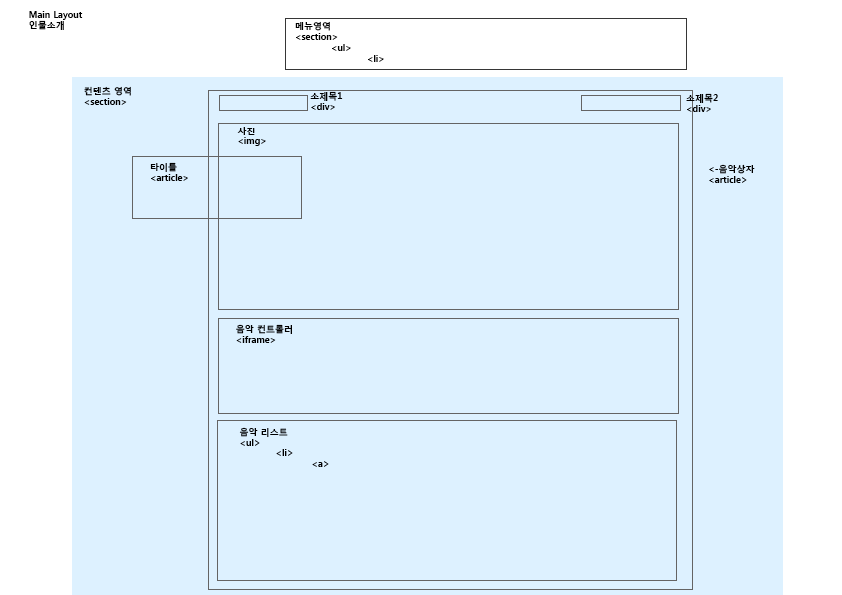 Main Layout
인물소개
메뉴영역
<section>
<ul>
<li>
컨텐츠 영역
<section>
소제목1
<div>
소제목2
<div>
사진
<img>
타이틀
<article>
<-음악상자
<article>
음악 컨트롤러
<iframe>
음악 리스트
<ul>
<li>
<a>